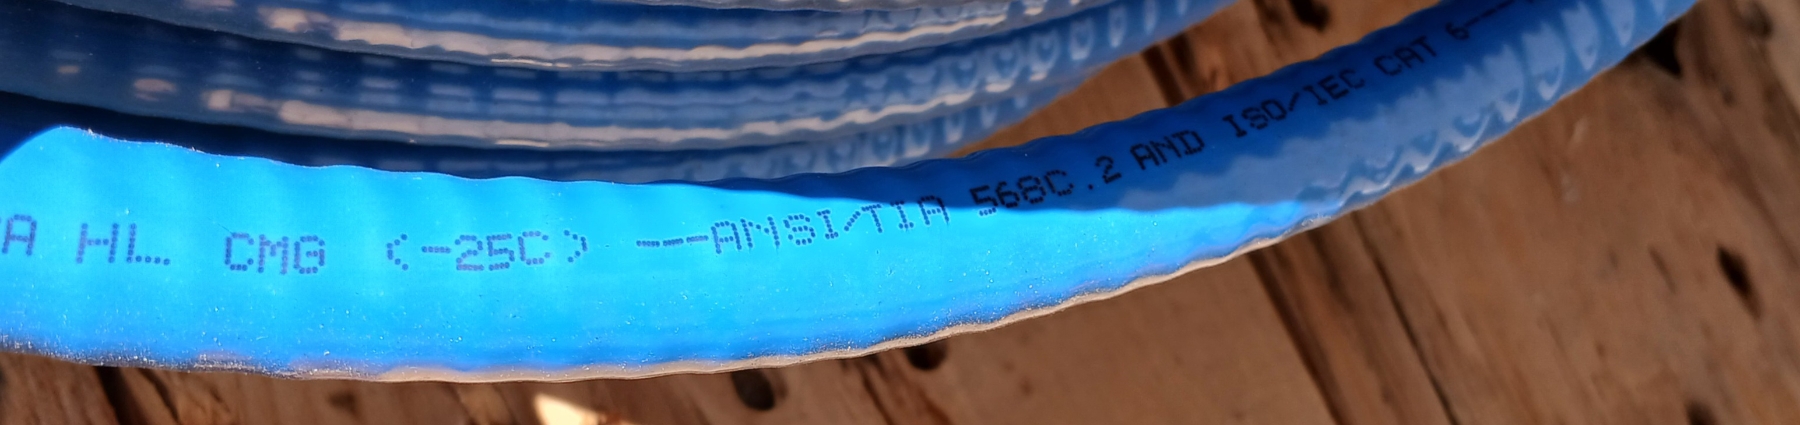 A HL CMG (-25C) ---ANSI/TIA 568C.2 AND ISO/IEC CAT 6---